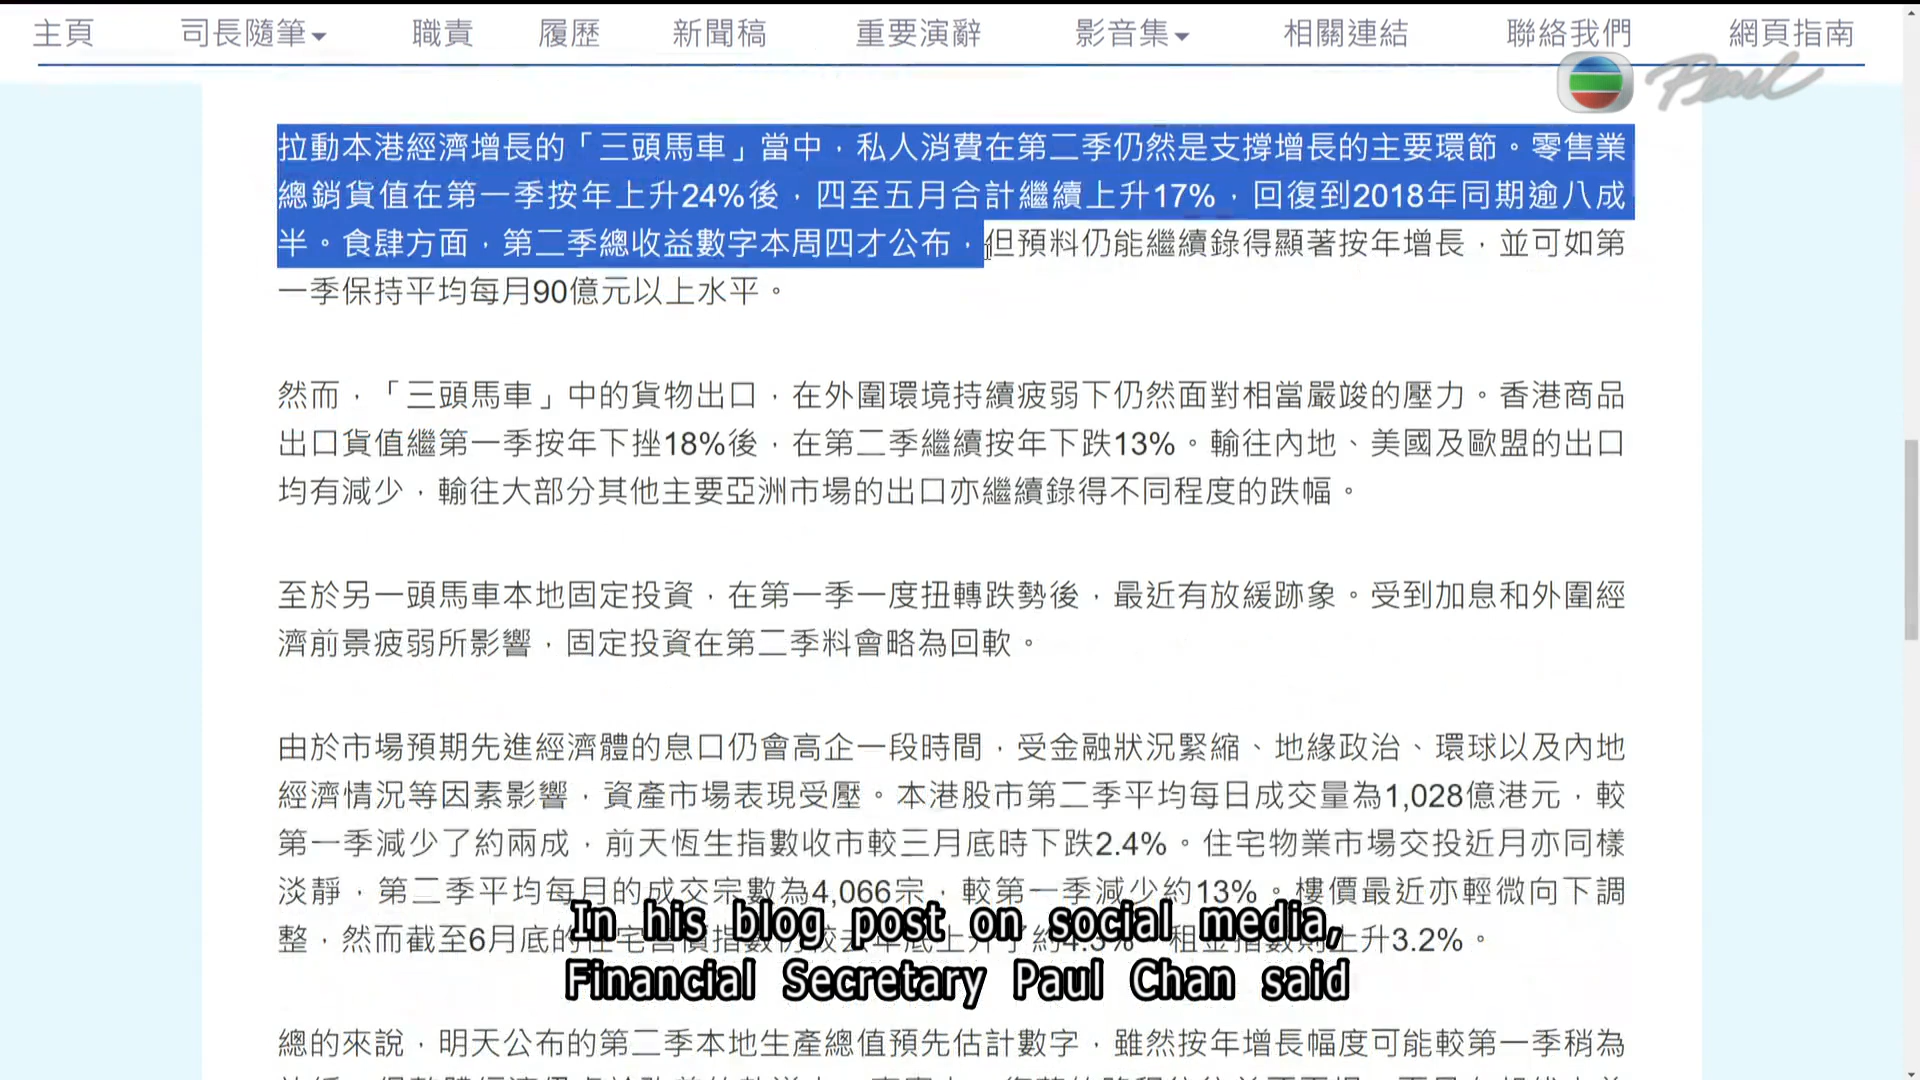 主頁 司長隨筆 職責 履歷 新聞稿 重要演辭 影音集 相關連結 聯絡我們 網頁指南
Pearl
拉動本港經濟增長的「三頭馬車」當中，私人消費在第二季仍然是支撐增長的主要環節。零售業
總銷貨值在第一季按年上升24%後，四至五月合計繼續上升17%，回復到2018年同期逾八成
半。食肆方面，第二季總收益數字本周四才公布，但預料仍能繼續錄得顯著按年增長，並可如第
一季保持平均每月90億元以上水平。
然而，「三頭馬車」中的貨物出口，在外圍環境持續疲弱下仍然面對相當嚴竣的壓力。香港商品
出口貨值繼第一季按年下挫18%後，在第二季繼續按年下跌13%。輸往內地、美國及歐盟的出口
均有減少，輸往大部分其他主要亞洲市場的出口亦繼續錄得不同程度的跌幅。
至於另一頭馬車本地固定投資，在第一季一度扭轉跌勢後，最近有放緩跡象。受到加息和外圍經
濟前景疲弱所影響，固定投資在第二季料會略為回軟。
由於市場預期先進經濟體的息口仍會高企一段時間，受金融狀況緊縮、地緣政治、環球以及內地
經濟情況等因素影響，資產市場表現受壓。本港股市第二季平均每日成交量為1,028億港元，較
第一季減少了約兩成，前天恆生指數收市較三月底時下跌2.4%。住宅物業市場交投近月亦同樣
淡靜，第二季平均每月的成交宗數為4,066宗，較第一季減少約13%。樓價最近亦輕微向下調
整，然而截至6月底的住宅售價指數仍較去年底上升了約4.3%，租金指數則上升3.2%。
In his blog post on social media,
Financial Secretary Paul Chan said
總的來說，明天公布的第二季本地生產總值預先估計數字，雖然按年增長幅度可能較第一季稍為